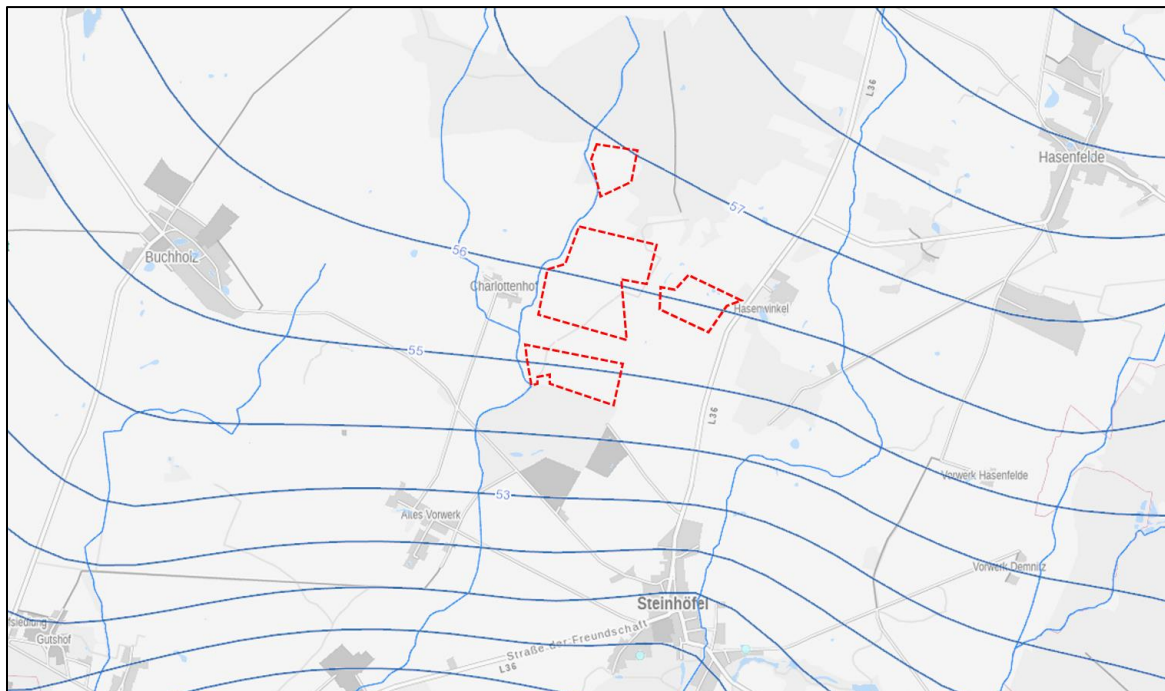 L36
Hasenfelde
57
56
Buchholz
Charlottenhof
Hasenwinkel
55
L36
Vorwerk Hasenfelde
53
Altes Vorwerk
Vorwerk Demnitz
Steinhöfel
Gutshof
Straße der Freundschaft
L36